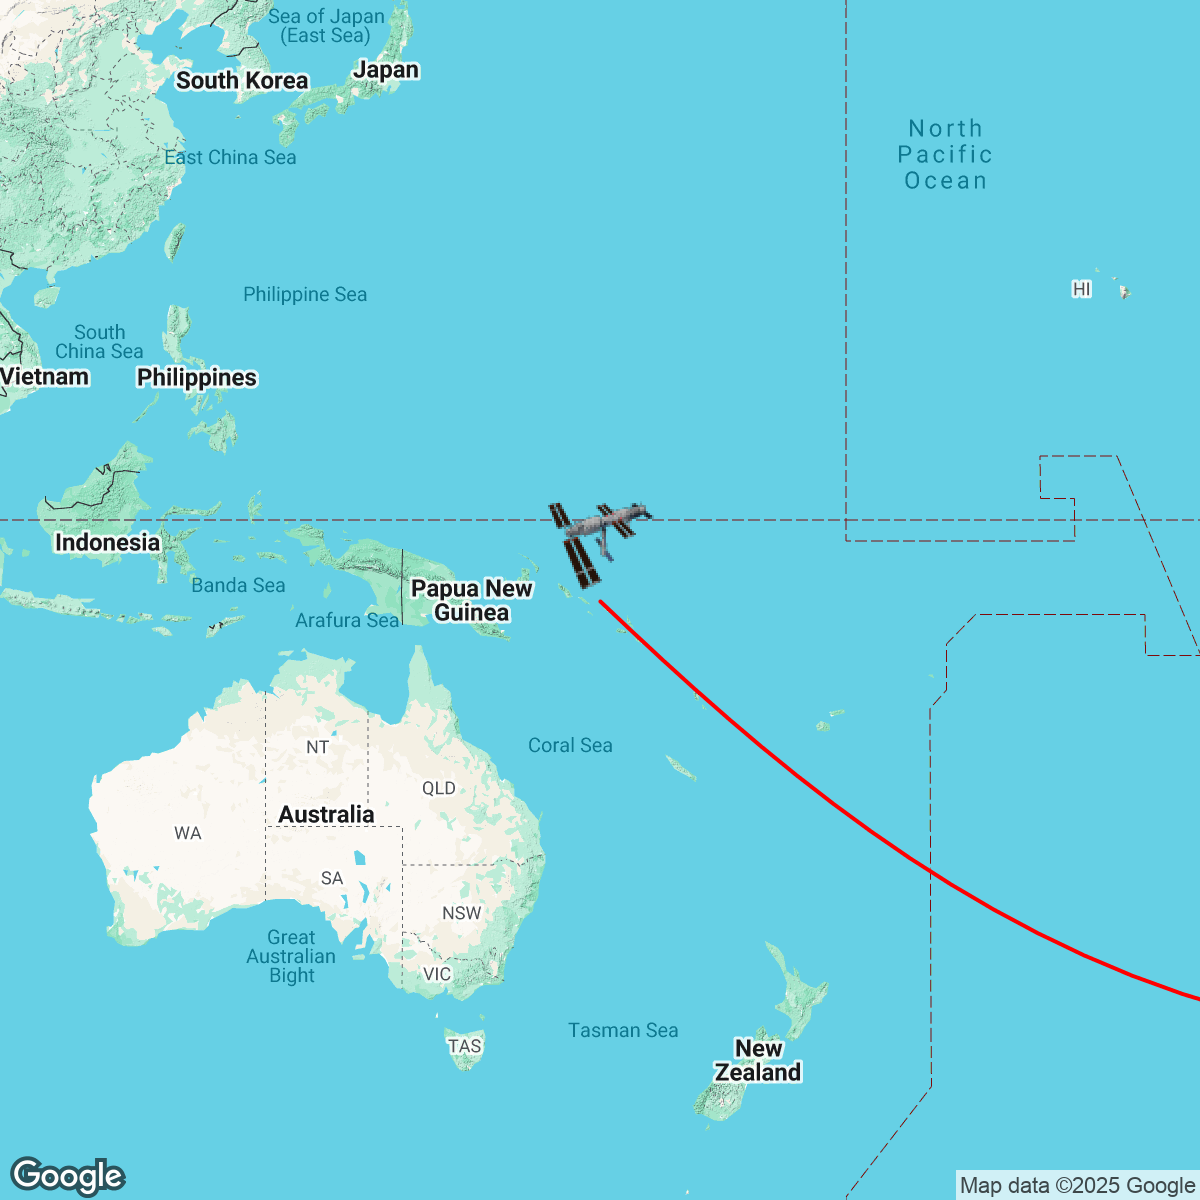 Sea of Japan
(East Sea)
Japan
South Korea
North
Pacific
Ocean
East China Sea
HI
Philippine Sea
South
China Sea
Vietnam
Philippines
Indonesia
Banda Sea
Papua New
Guinea
Arafura Sea
NT
Coral Sea
QLD
Australia
WA
SA
NSW
Great
Australian
Bight
VIC
Tasman Sea
TAS
New
Zealand
Google
Map data ©2025 Google